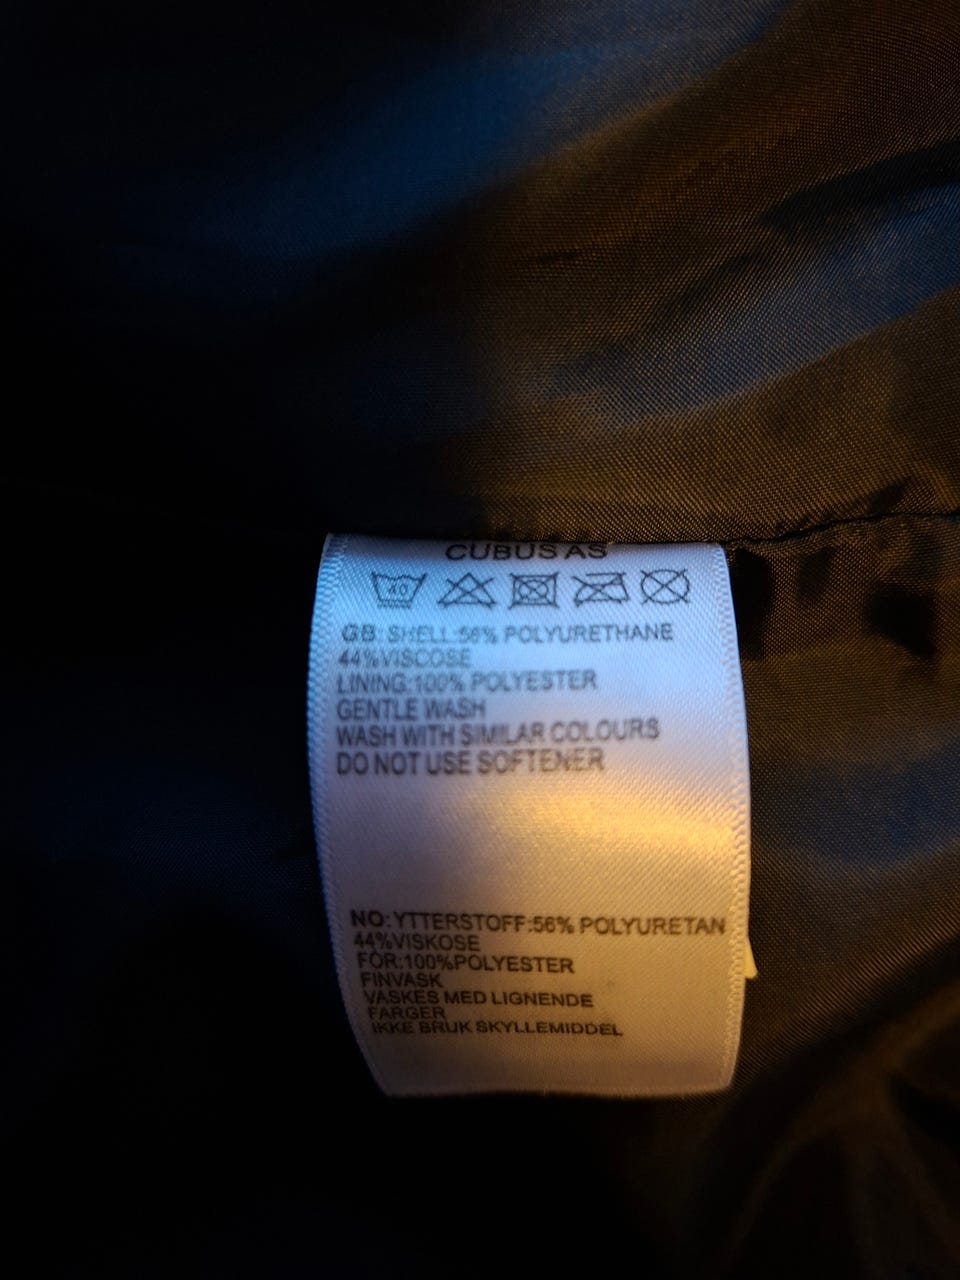 CUBUS AS
40
GB: SHELL:56% POLYURETHANE
44%VISCOSE
LINING:100% POLYESTER
GENTLE WASH
WASH WITH SIMILAR COLOURS
DO NOT USE SOFTENER
NO: YTTERSTOFF:56% POLYURETAN
44%VISKOSE
FÔR:100%POLYESTER
FINVASK
VASKES MED LIGNENDE
FARGER
IKKE BRUK SKYLLEMIDDEL